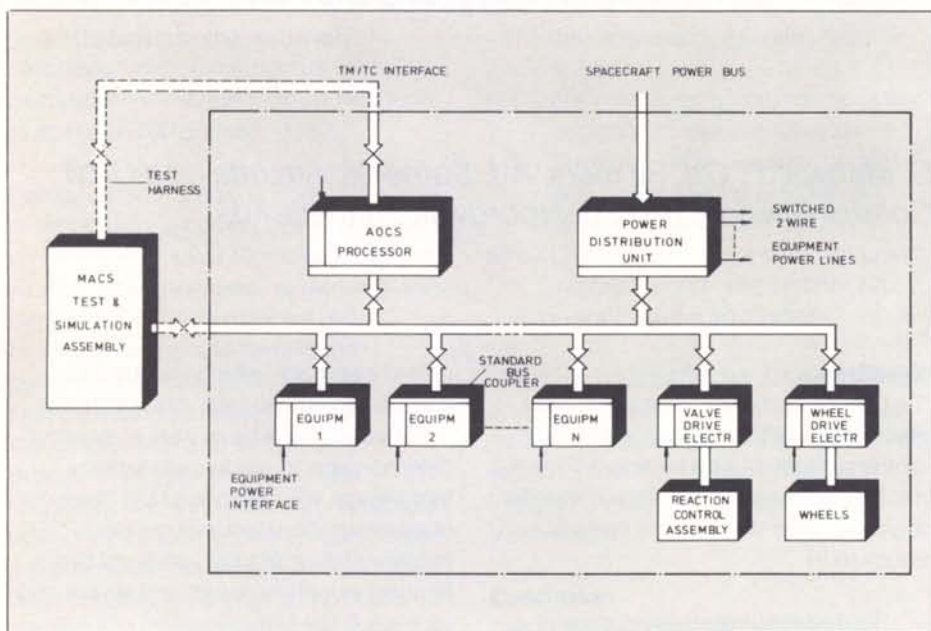 TM/TC INTERFACE
SPACECRAFT POWER BUS
TEST
HARNESS
AOCS
PROCESSOR
POWER
DISTRIBUTION
UNIT.
SWITCHED
2 WIRE
EQUIPMENT
POWER LINES
MACS
TEST &
SIMULATION
ASSEMBLY
STANDARD
BUS
COUPLER
EQUIPM
1
EQUIPM
2
EQUIPM
N
VALVE
DRIVE
ELECTR
WHEEL
DRIVE
ELECTR
EQUIPMENT
POWER
INTERFACE
REACTION
CONTROL
ASSEMBLY
WHEELS